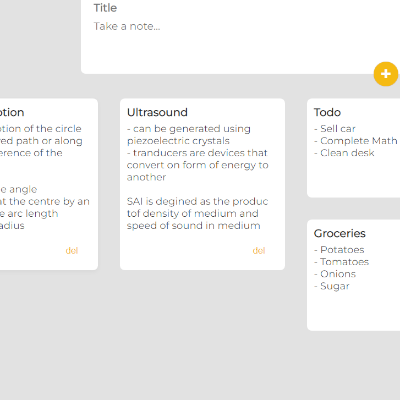 Title
Take a note...
otion
tion of the circle
red path or along
erence of the
e angle
at the centre by an
e arc length
adius
del
Ultrasound
- can be generated using
piezoelectric crystals
- tranducers are devices that
convert on form of energy to
another
SAI is degined as the produc
tof density of medium and
speed of sound in medium
del
Todo
- Sell car
- Complete Math
- Clean desk
Groceries
- Potatoes
- Tomatoes
- Onions
- Sugar